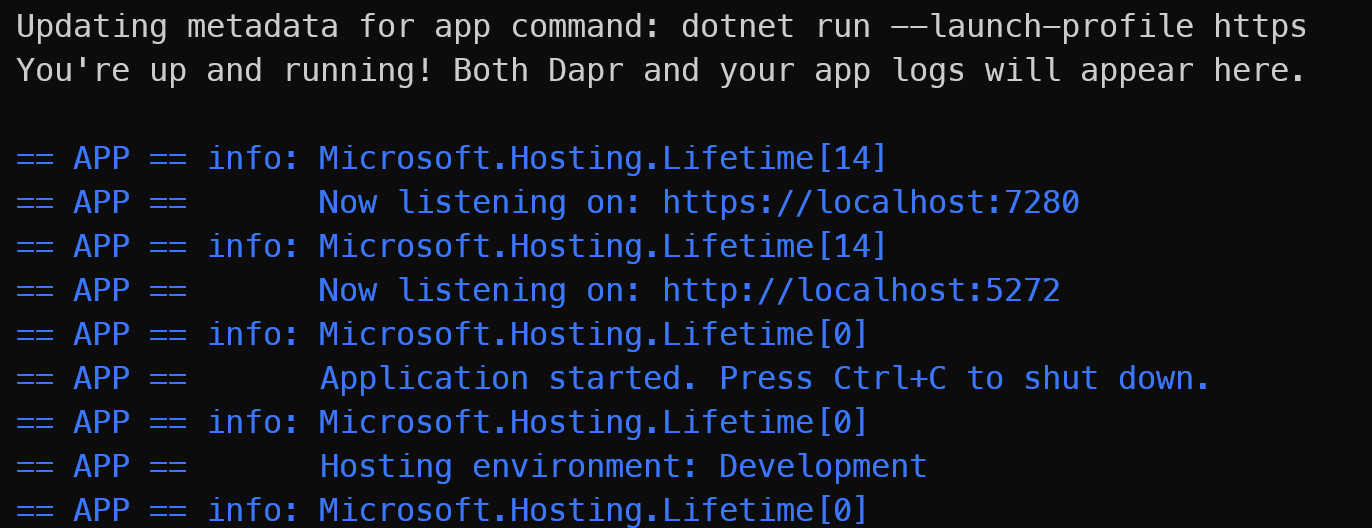 Updating metadata for app command: dotnet run --launch-profile https
You're up and running! Both Dapr and your app logs will appear here.

== APP == info: Microsoft.Hosting.Lifetime[14]
== APP ==       Now listening on: https://localhost:7280
== APP == info: Microsoft.Hosting.Lifetime[14]
== APP ==       Now listening on: http://localhost:5272
== APP == info: Microsoft.Hosting.Lifetime[0]
== APP ==       Application started. Press Ctrl+C to shut down.
== APP == info: Microsoft.Hosting.Lifetime[0]
== APP ==       Hosting environment: Development
== APP == info: Microsoft.Hosting.Lifetime[0]